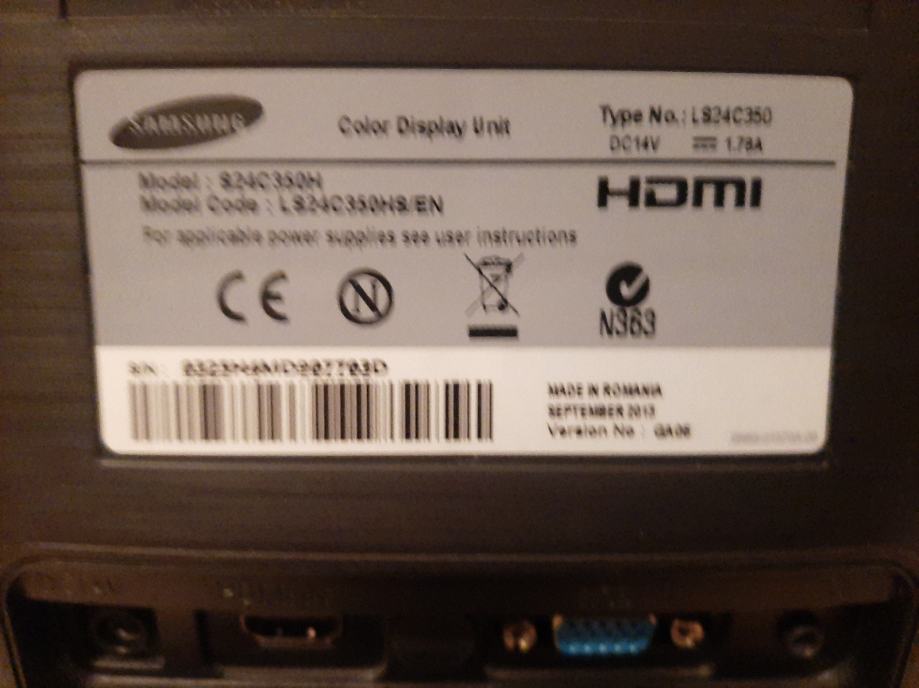 SAMSUNG
Color Display Unit
Type No.: LS24C350
DC14V 1.78A
Model : S24C350H
Model Code : LS24C350HS/EN
HDMI
For applicable power supplies see user instructions
CE N
N363
S/N :
MADE IN ROMANIA
SEPTEMBER 2013
Version No : GA06